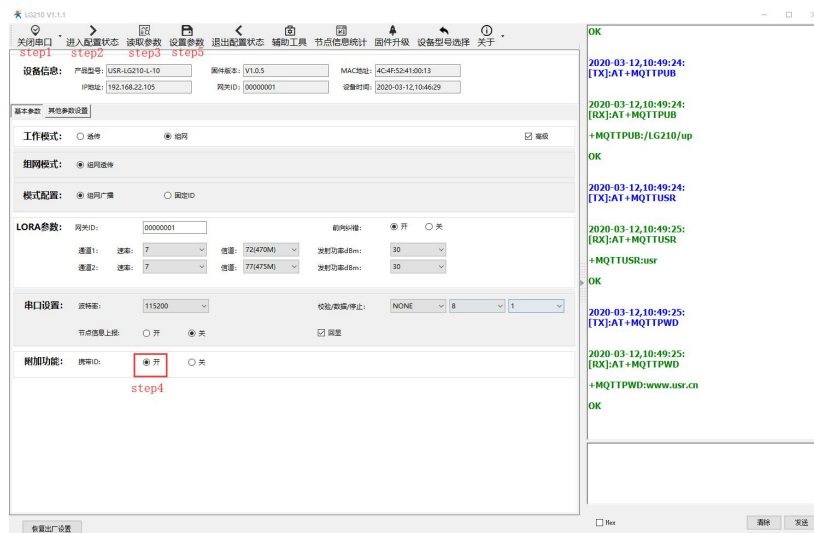 LG210 V1.1.1
关闭串口 进入配置状态 读取参数 设置参数 退出配置状态 辅助工具 节点信息统计 固件升级 设备型号选择 关于
step1 step2 step3 step5
设备信息: 产品型号: USR-LG210-L-10 固件版本: V1.0.5 MAC地址: 4C:4F:52:41:00:13
IP地址: 192.168.22.105 网关ID: 00000001 设备时间: 2020-03-12,10:46:29
基本参数 其他参数设置
工作模式: 透传 组网 高级
组网模式: 组网透传
模式配置: 组网广播 固定ID
LORA参数: 网关ID: 00000001 前向纠错: 开 关
通道1: 速率: 7 信道: 72(470M) 发射功率dBm: 30
通道2: 速率: 7 信道: 77(475M) 发射功率dBm: 30
串口设置: 波特率: 115200 校验/数据/停止: NONE 8 1
节点信息上报: 开 关 回显
附加功能: 携带ID: 开 关
step4
恢复出厂设置
OK
2020-03-12,10:49:24:
[TX]:AT+MQTTPUB
2020-03-12,10:49:24:
[RX]:AT+MQTTPUB
+MQTTPUB:/LG210/up
OK
2020-03-12,10:49:24:
[TX]:AT+MQTTUSR
2020-03-12,10:49:25:
[RX]:AT+MQTTUSR
+MQTTUSR:usr
OK
2020-03-12,10:49:25:
[TX]:AT+MQTTPWD
2020-03-12,10:49:25:
[RX]:AT+MQTTPWD
+MQTTPWD:www.usr.cn
OK
Hex 清除 发送